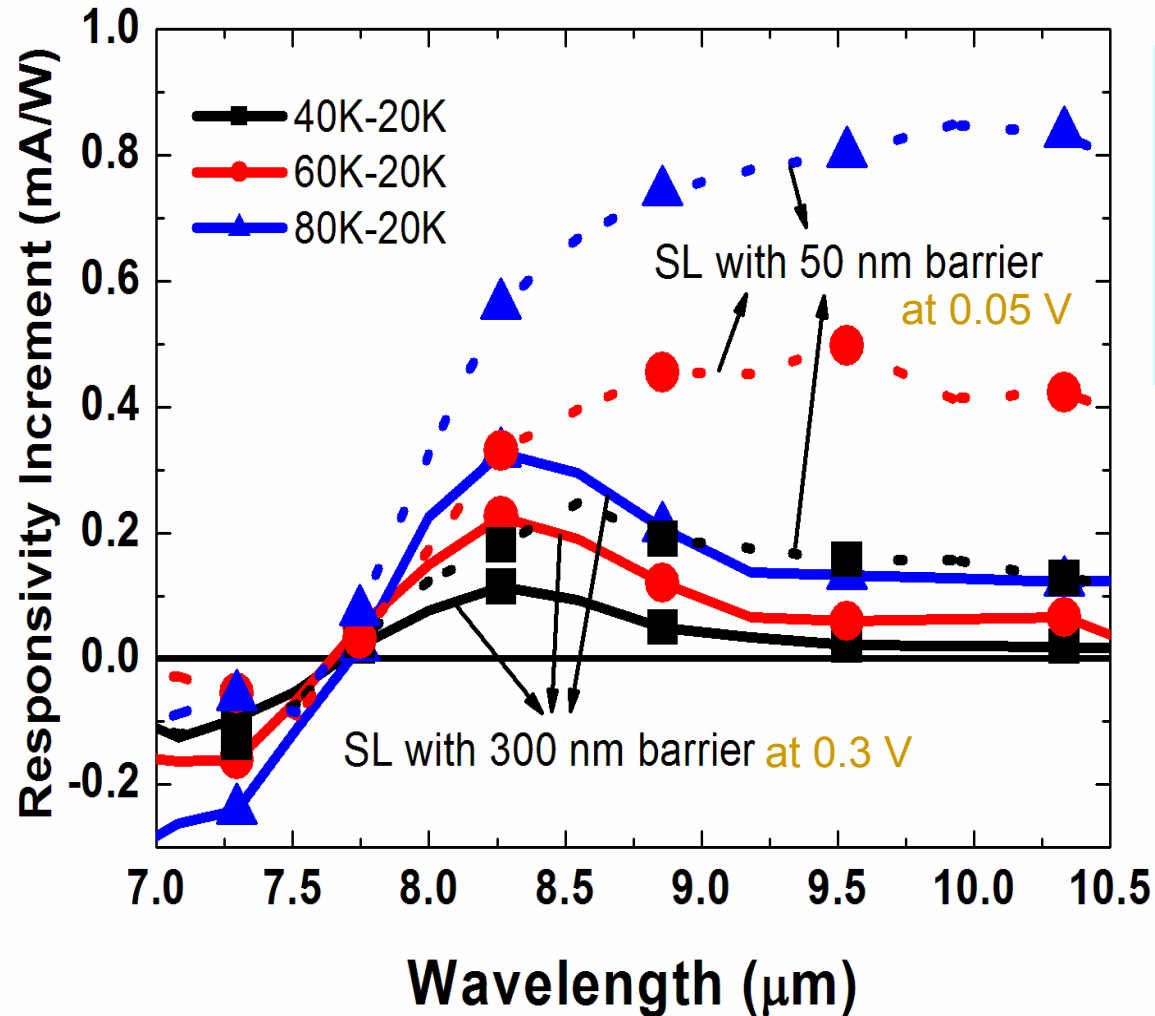 Responsivity Increment (mA/W)
1.0
0.8
0.6
0.4
0.2
0.0
-0.2
40K-20K
60K-20K
80K-20K
SL with 50 nm barrier
at 0.05 V
SL with 300 nm barrier at 0.3 V
7.0 7.5 8.0 8.5 9.0 9.5 10.0 10.5
Wavelength (μm)